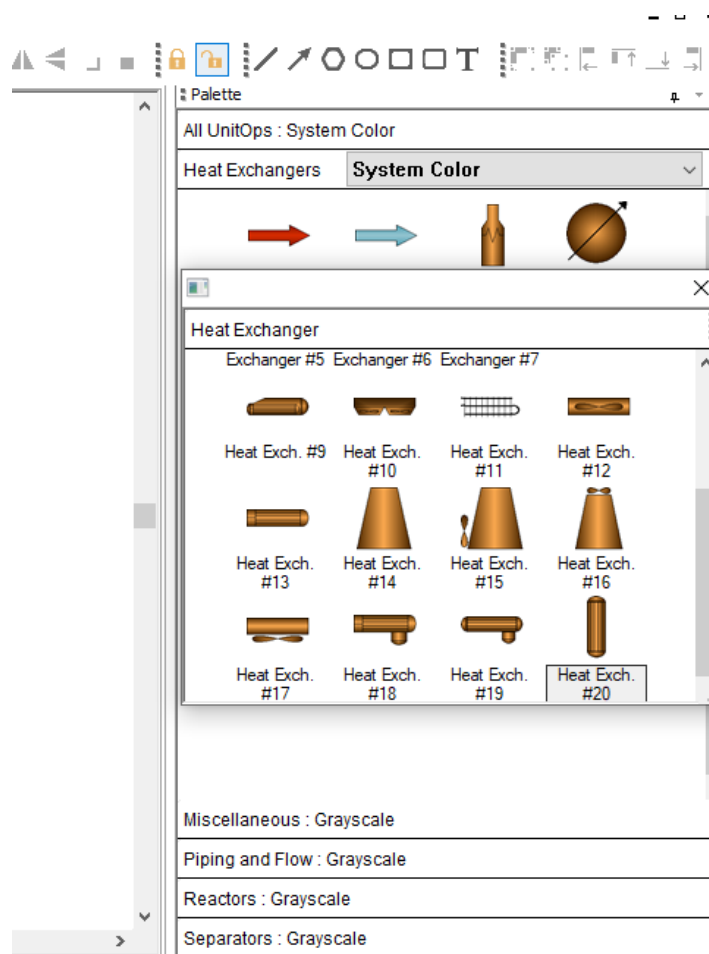 T
Palette
All UnitOps : System Color
Heat Exchangers System Color
Heat Exchanger
Exchanger #5 Exchanger #6 Exchanger #7
Heat Exch. #9 Heat Exch. #10 Heat Exch. #11 Heat Exch. #12
Heat Exch. #13 Heat Exch. #14 Heat Exch. #15 Heat Exch. #16
Heat Exch. #17 Heat Exch. #18 Heat Exch. #19 Heat Exch. #20
Miscellaneous : Grayscale
Piping and Flow : Grayscale
Reactors : Grayscale
Separators : Grayscale